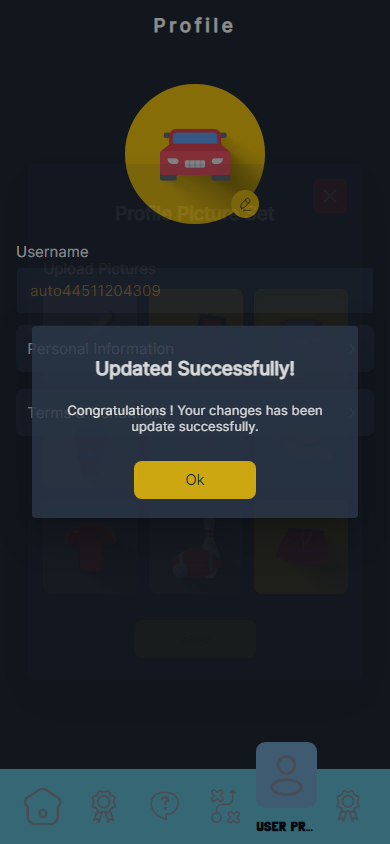 Profile
Profile Picture Set
Username
Upload Pictures
auto44511204309
Personal Information
Updated Successfully!
Congratulations ! Your changes has been
update successfully.
Ok
USER PR...